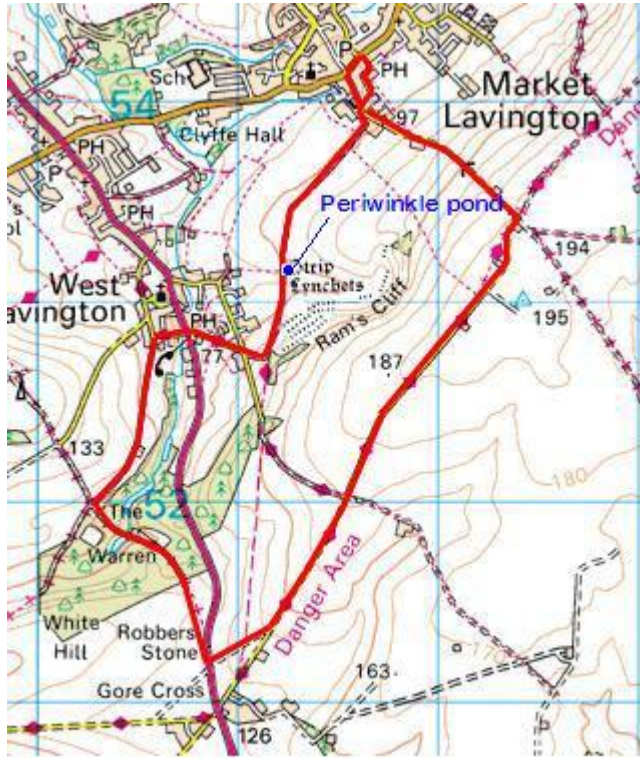 P
PH
Sch
54
Market
Lavington
97
Clyffe Hall
PH
P
Periwinkle pond
PH
194
strip
Lynchets
West
Ram's Cliff
195
PH
77
187
133
180
The
52
Warren
Danger Area
White
Hill
Robbers
Stone
163
Gore Cross
126